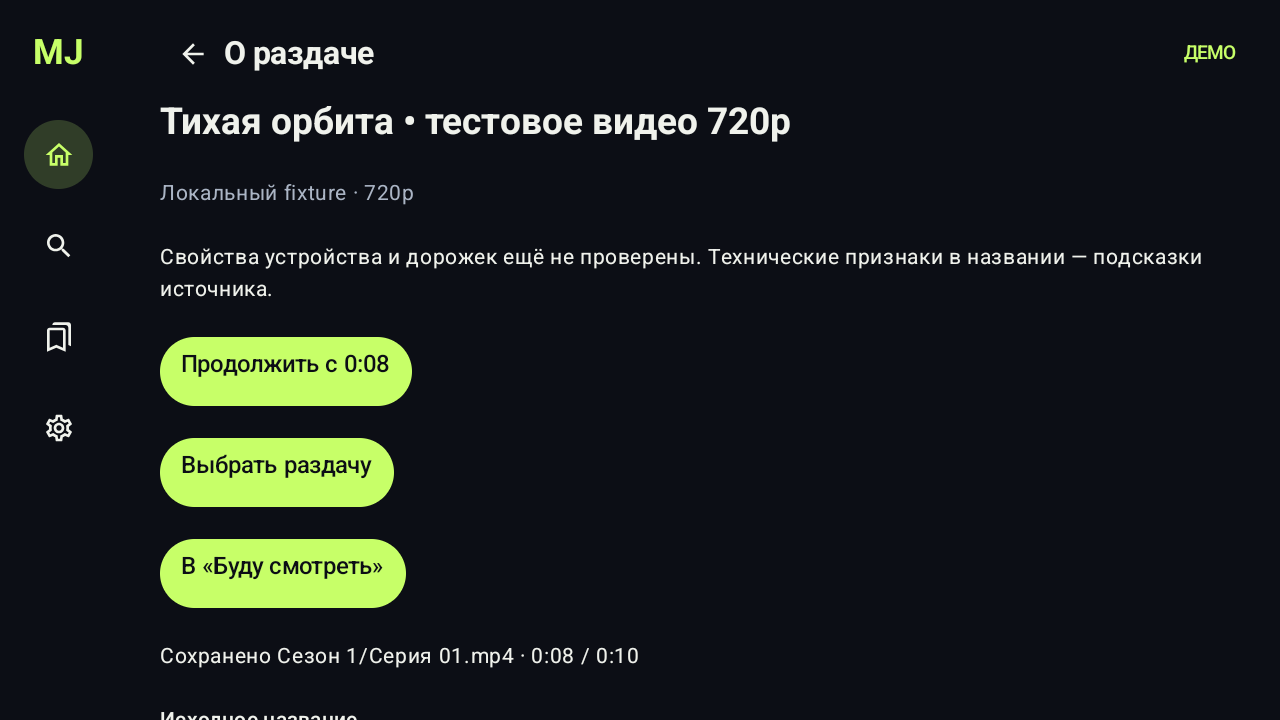 MJ
О раздаче
ДЕМО
Тихая орбита • тестовое видео 720p
Локальный fixture · 720p
Свойства устройства и дорожек ещё не проверены. Технические признаки в названии — подсказки
источника.
Продолжить с 0:08
Выбрать раздачу
В «Буду смотреть»
Сохранено Сезон 1/Серия 01.mp4 · 0:08 / 0:10
Исходное название